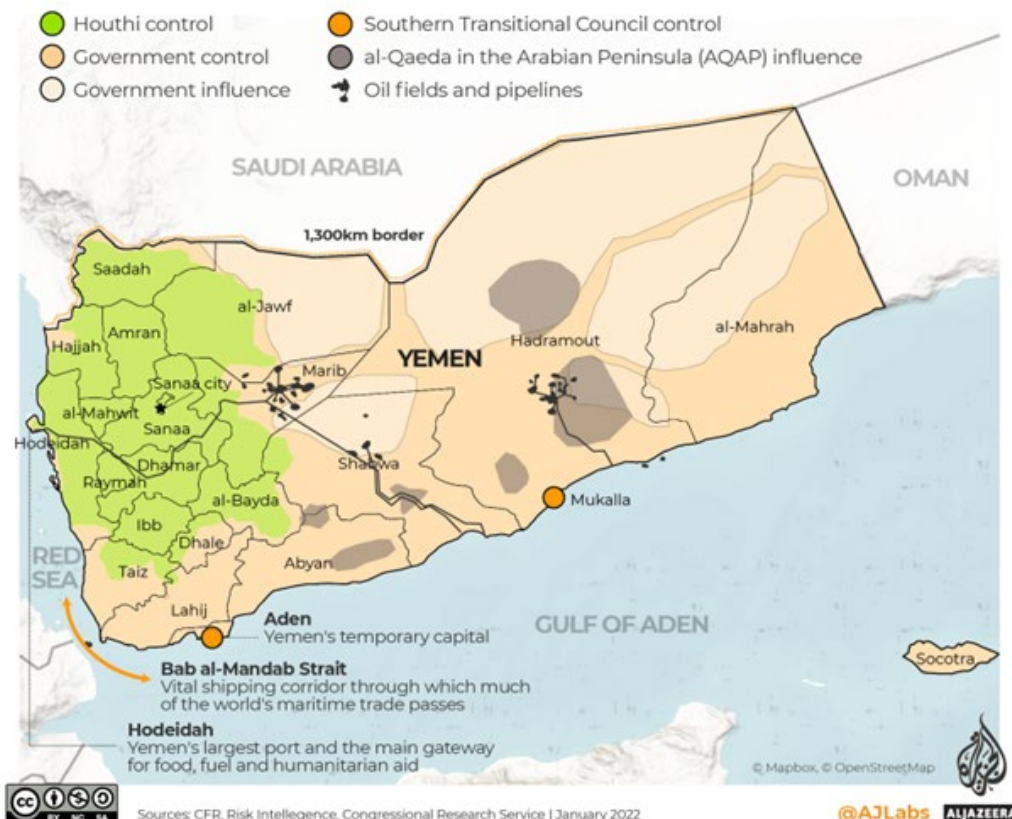 Houthi control
Government control
Government influence
Southern Transitional Council control
al-Qaeda in the Arabian Peninsula (AQAP) influence
Oil fields and pipelines
SAUDI ARABIA
OMAN
1,300km border
Saadah
al-Jawf
Amran
Hajjah
YEMEN
Hadramout
al-Mahrah
Marib
Sanaa city
al-Mahwit
Sanaa
Hodeidah
Dhamar
Raymah
Shabwa
al-Bayda
Mukalla
Ibb
Dhale
RED
SEA
Taiz
Abyan
Lahij
Aden
Yemen's temporary capital
GULF OF ADEN
Socotra
Bab al-Mandab Strait
Vital shipping corridor through which much
of the world's maritime trade passes
Hodeidah
Yemen's largest port and the main gateway
for food, fuel and humanitarian aid
© Mapbox, © OpenStreetMap
cc
BY NC SA
Sources: CFR, Risk Intellegence, Congressional Research Service | January 2022
@AJLabs
ALJAZEERA